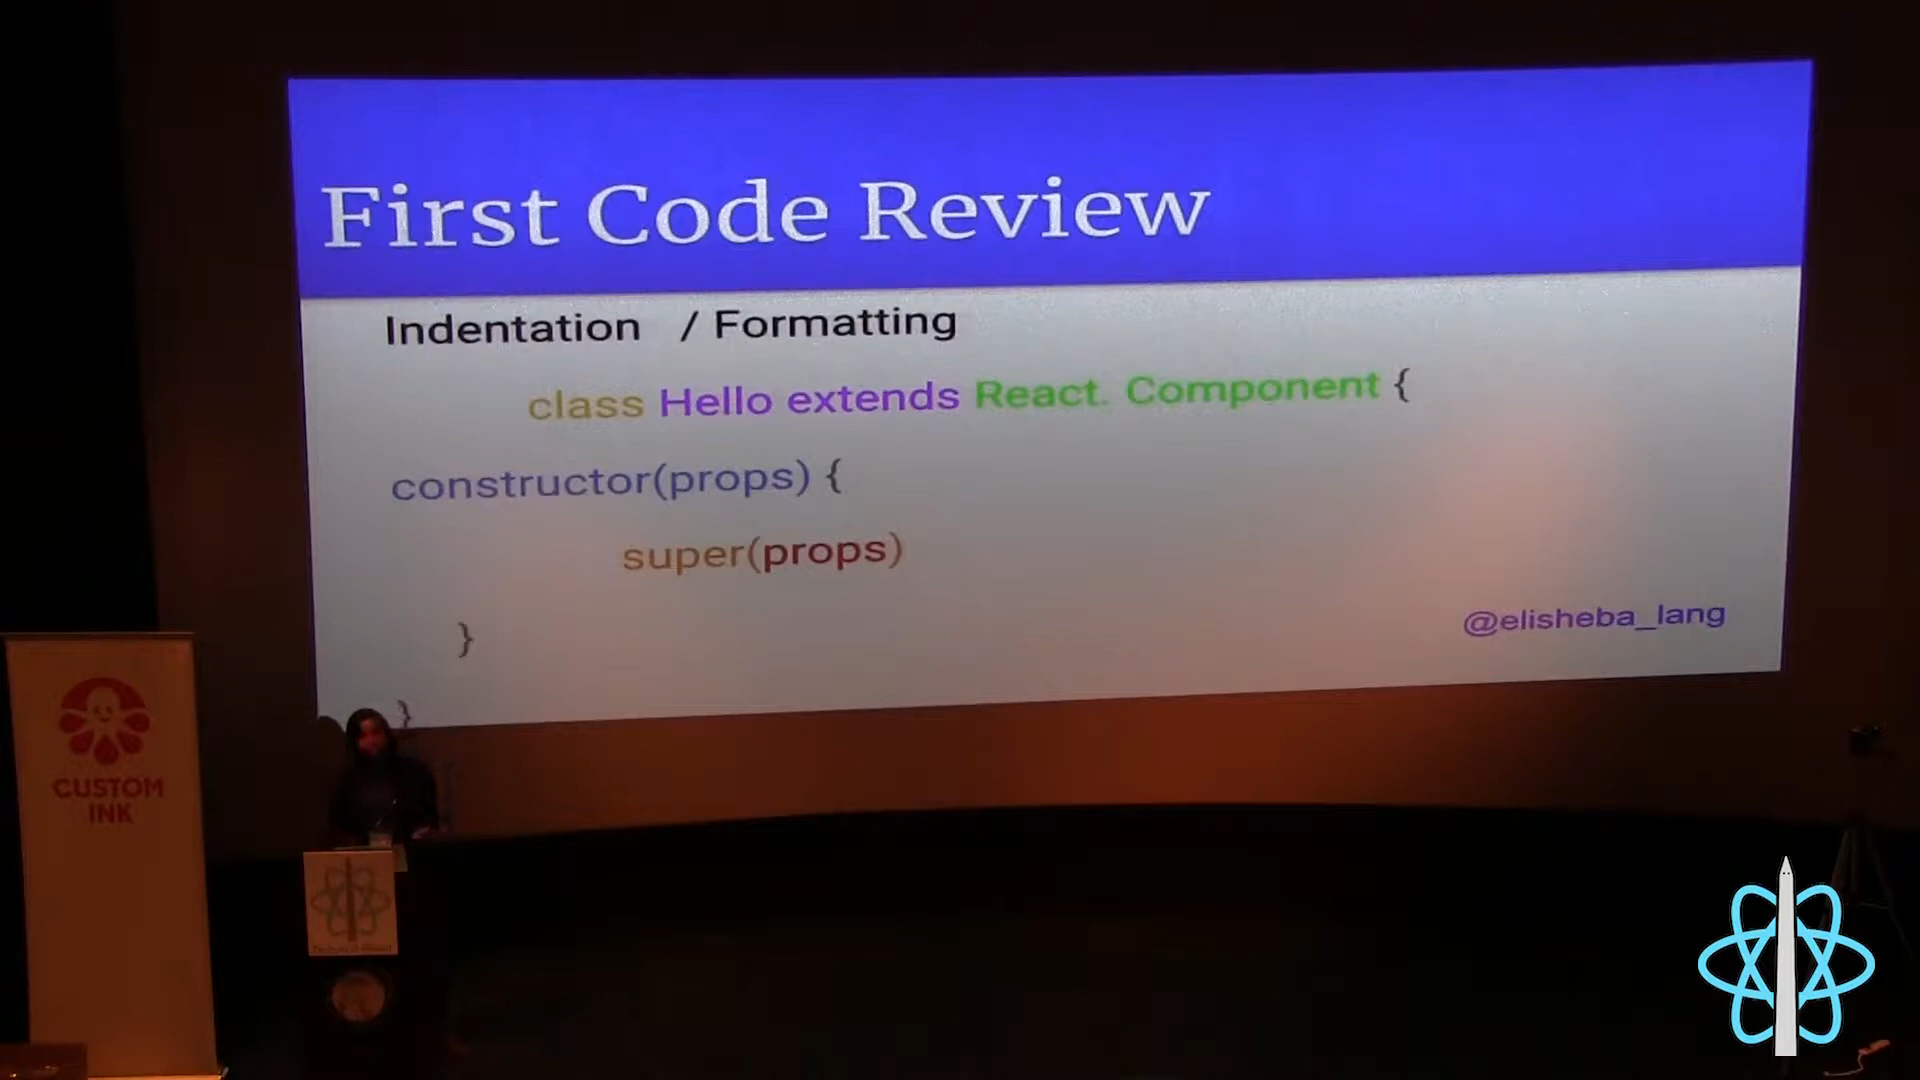 First Code Review
Indentation / Formatting
class Hello extends React. Component {
constructor(props) {
super(props)
}
}
@elisheba_lang
CUSTOM
INK